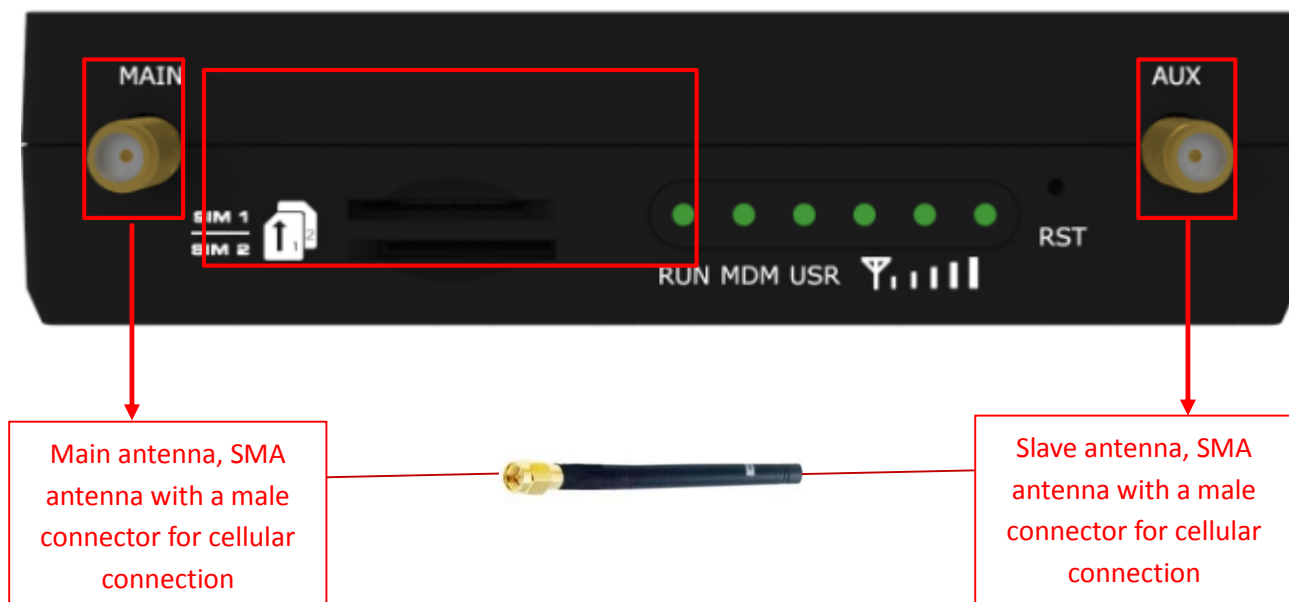 MAIN
AUX
SIM 1
SIM 2
1
2
RST
RUN MDM USR
Main antenna, SMA
antenna with a male
connector for cellular
connection
Slave antenna, SMA
antenna with a male
connector for cellular
connection